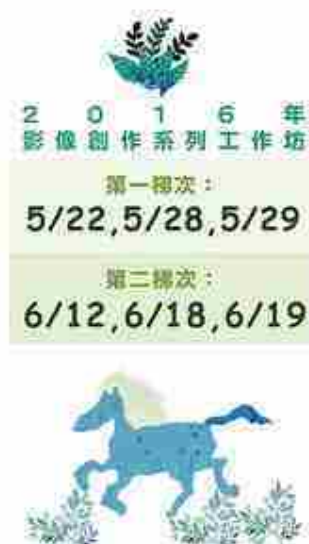 2016年
影像創作系列工作坊
第一梯次：
5/22,5/28,5/29
第二梯次：
6/12,6/18,6/19